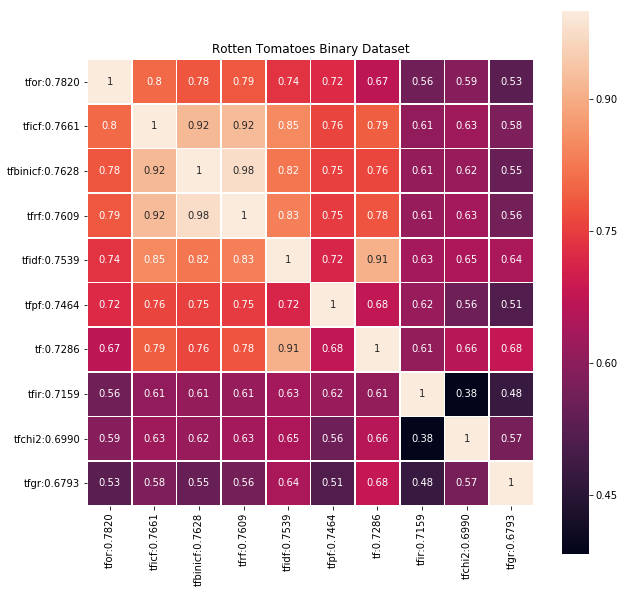 Rotten Tomatoes Binary Dataset
tfor:0.7820 1 0.8 0.78 0.79 0.74 0.72 0.67 0.56 0.59 0.53
tficf:0.7661 0.8 1 0.92 0.92 0.85 0.76 0.79 0.61 0.63 0.58
tfbinicf:0.7628 0.78 0.92 1 0.98 0.82 0.75 0.76 0.61 0.62 0.55
tfrf:0.7609 0.79 0.92 0.98 1 0.83 0.75 0.78 0.61 0.63 0.56
tfidf:0.7539 0.74 0.85 0.82 0.83 1 0.72 0.91 0.63 0.65 0.64
tfpf:0.7464 0.72 0.76 0.75 0.75 0.72 1 0.68 0.62 0.56 0.51
tf:0.7286 0.67 0.79 0.76 0.78 0.91 0.68 1 0.61 0.66 0.68
tfir:0.7159 0.56 0.61 0.61 0.61 0.63 0.62 0.61 1 0.38 0.48
tfchi2:0.6990 0.59 0.63 0.62 0.63 0.65 0.56 0.66 0.38 1 0.57
tfgr:0.6793 0.53 0.58 0.55 0.56 0.64 0.51 0.68 0.48 0.57 1
tfor:0.7820
tficf:0.7661
tfbinicf:0.7628
tfrf:0.7609
tfidf:0.7539
tfpf:0.7464
tf:0.7286
tfir:0.7159
tfchi2:0.6990
tfgr:0.6793
0.90
0.75
0.60
0.45